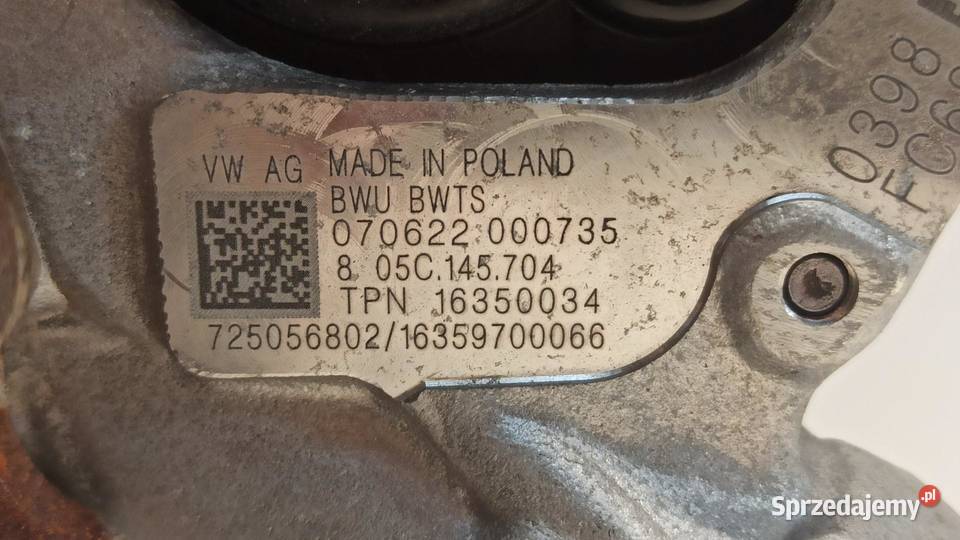 VW AG MADE IN POLAND
BWU BWTS
070622 000735
8 05C.145.704
TPN 16350034
725056802/16359700066
0398
Sprzedajemy.pl